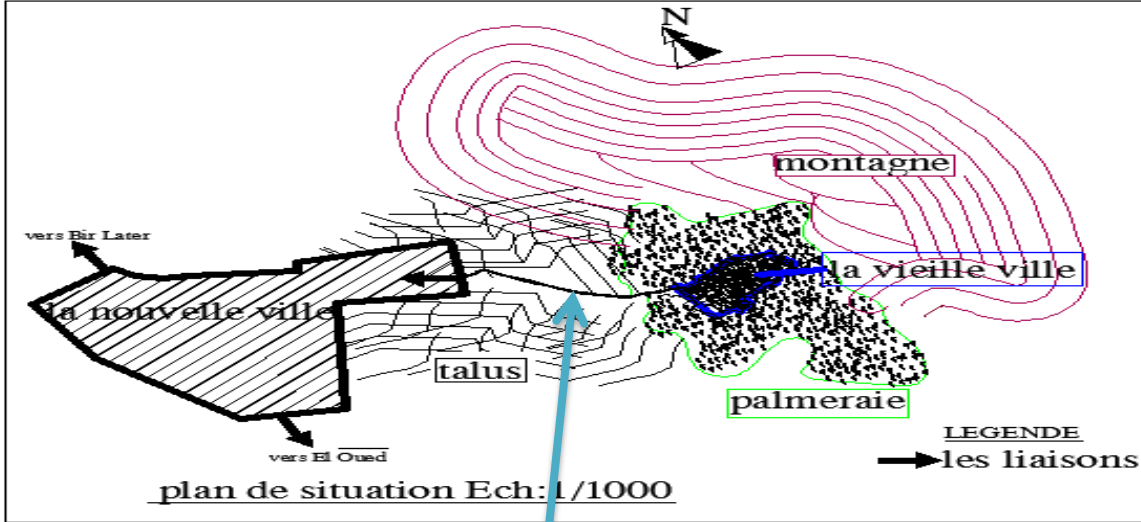 N
montagne
vers Bir Later
la vieille ville
la nouvelle ville
talus
palmeraie
LEGENDE
les liaisons
vers El Oued
plan de situation Ech:1/1000